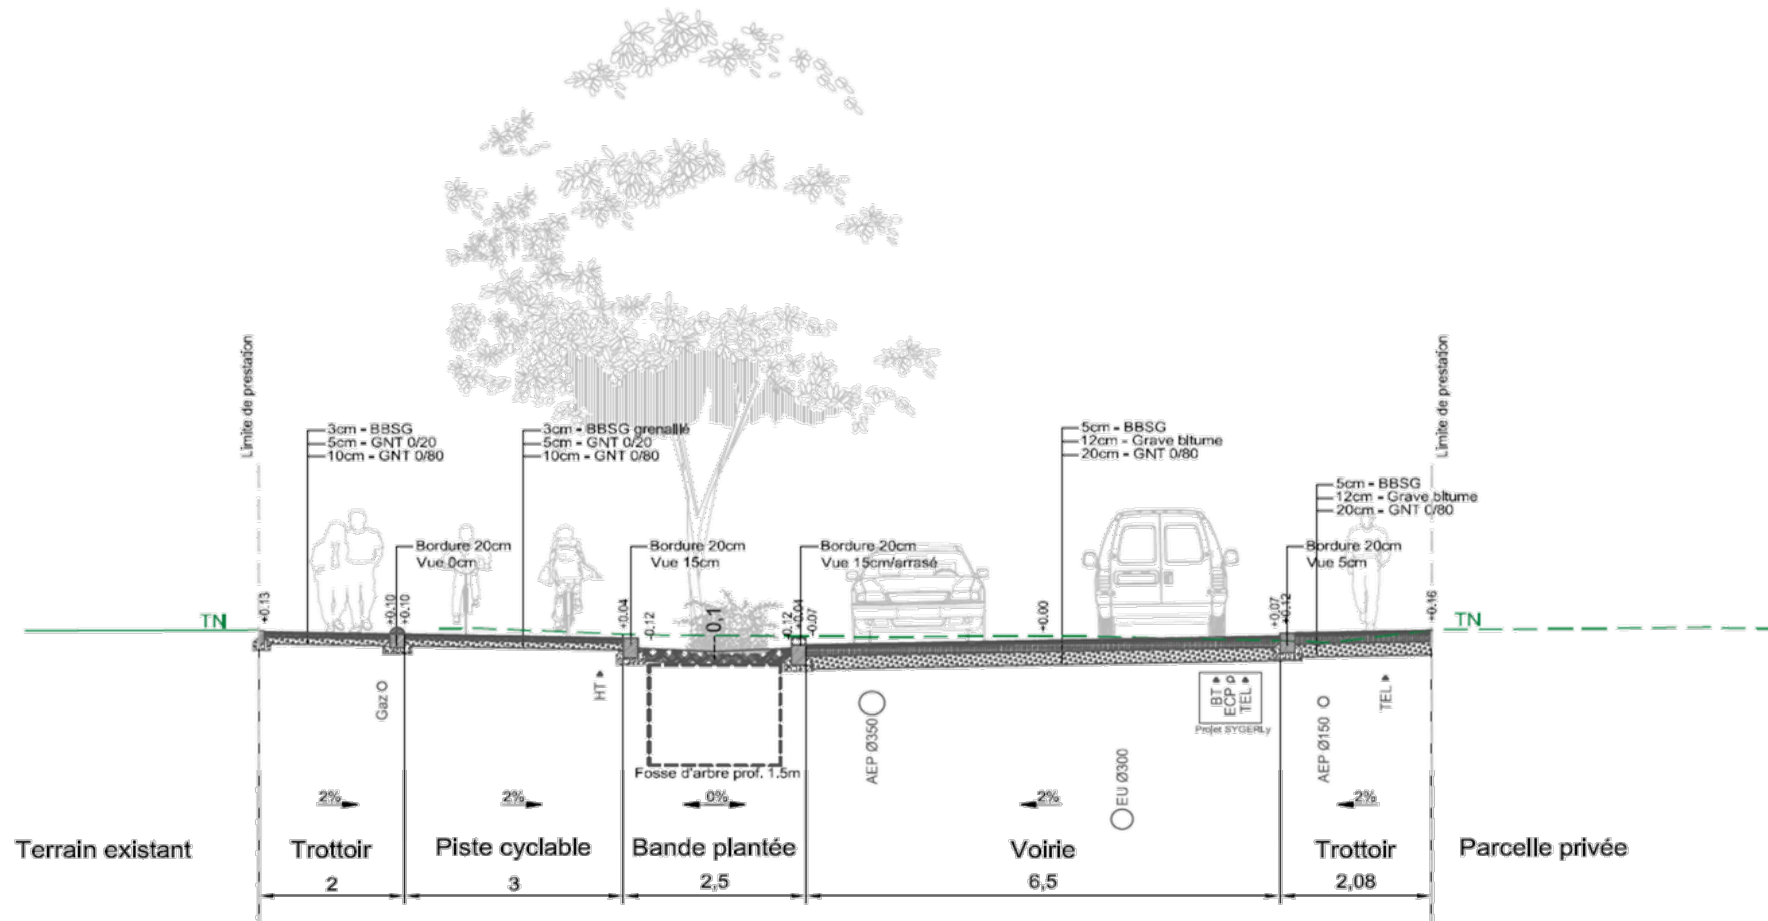 Limite de prestation
Limite de prestation
3cm - BBSG
5cm - GNT 0/20
10cm - GNT 0/80
3cm - BBSG grenaillé
5cm - GNT 0/20
10cm - GNT 0/80
5cm - BBSG
12cm - Grave bitume
20cm - GNT 0/80
5cm - BBSG
12cm - Grave bitume
20cm - GNT 0/80
Bordure 20cm
Vue 0cm
Bordure 20cm
Vue 15cm
Bordure 20cm
Vue 15cm/arrasé
Bordure 20cm
Vue 5cm
TN
+0.13
+0.10
+0.10
+0.04
-0.12
-0,1
-0.12
+0.04
-0.07
+0.00
+0.07
+0.12
+0.16
TN
Gaz
HT
AEP Ø350
EU Ø300
BT
ECP
TEL
Projet SYGERLy
AEP Ø150
TEL
Fosse d'arbre prof. 1.5m
2%
2%
0%
2%
2%
Terrain existant
Trottoir
Piste cyclable
Bande plantée
Voirie
Trottoir
Parcelle privée
2
3
2,5
6,5
2,08